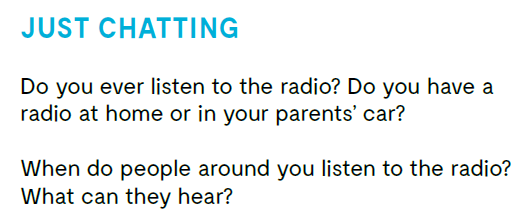 JUST CHATTING
Do you ever listen to the radio? Do you have a
radio at home or in your parents’ car?
When do people around you listen to the radio?
What can they hear?